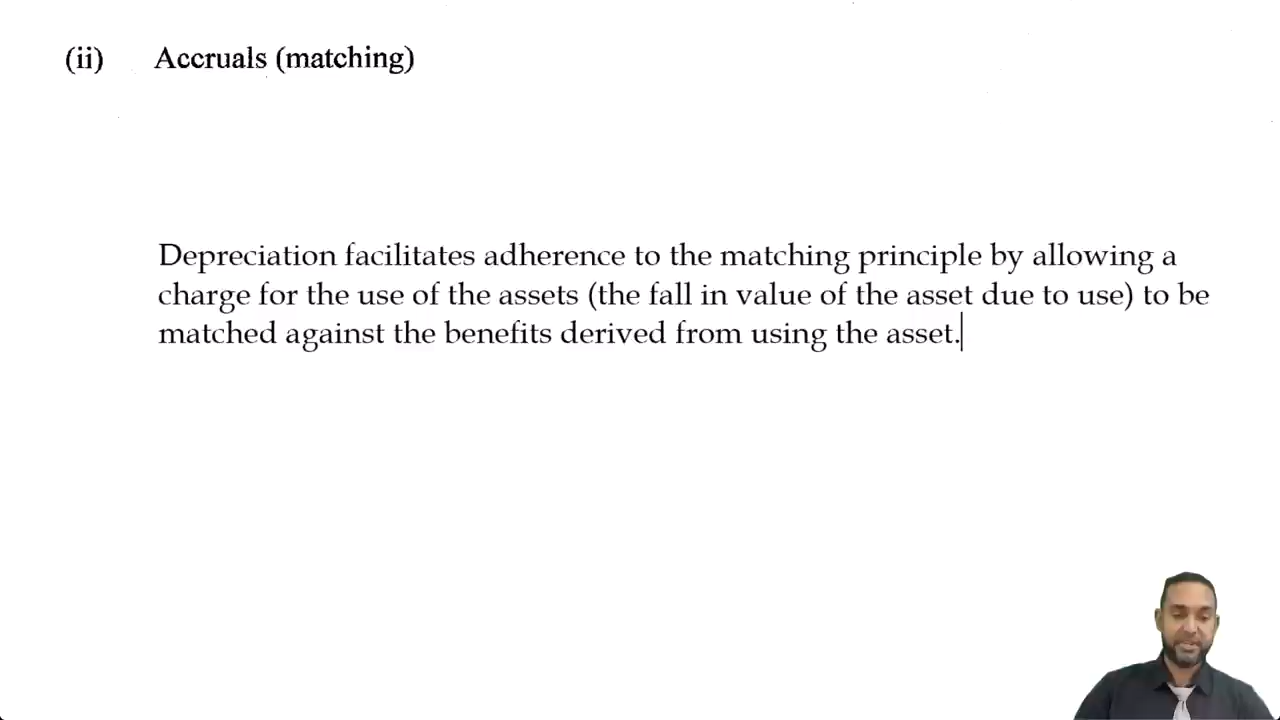 (ii) Accruals (matching)
Depreciation facilitates adherence to the matching principle by allowing a
charge for the use of the assets (the fall in value of the asset due to use) to be
matched against the benefits derived from using the asset.